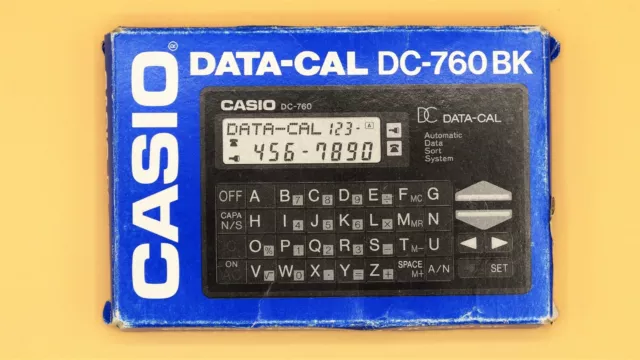 CASIO®
DATA-CAL DC-760BK
CASIO DC-760
DC DATA-CAL
Automatic
Data
Sort
System
DATA-CAL 123- A
456-7890
OFF A B 7 C 8 D 9 E ÷ F MC G
CAPA N/S H I 4 J 5 K 6 L × M MR N
O % P 1 Q 2 R 3 S - T M- U
ON V √ W 0 X · Y = Z + SPACE M+ A/N
SET